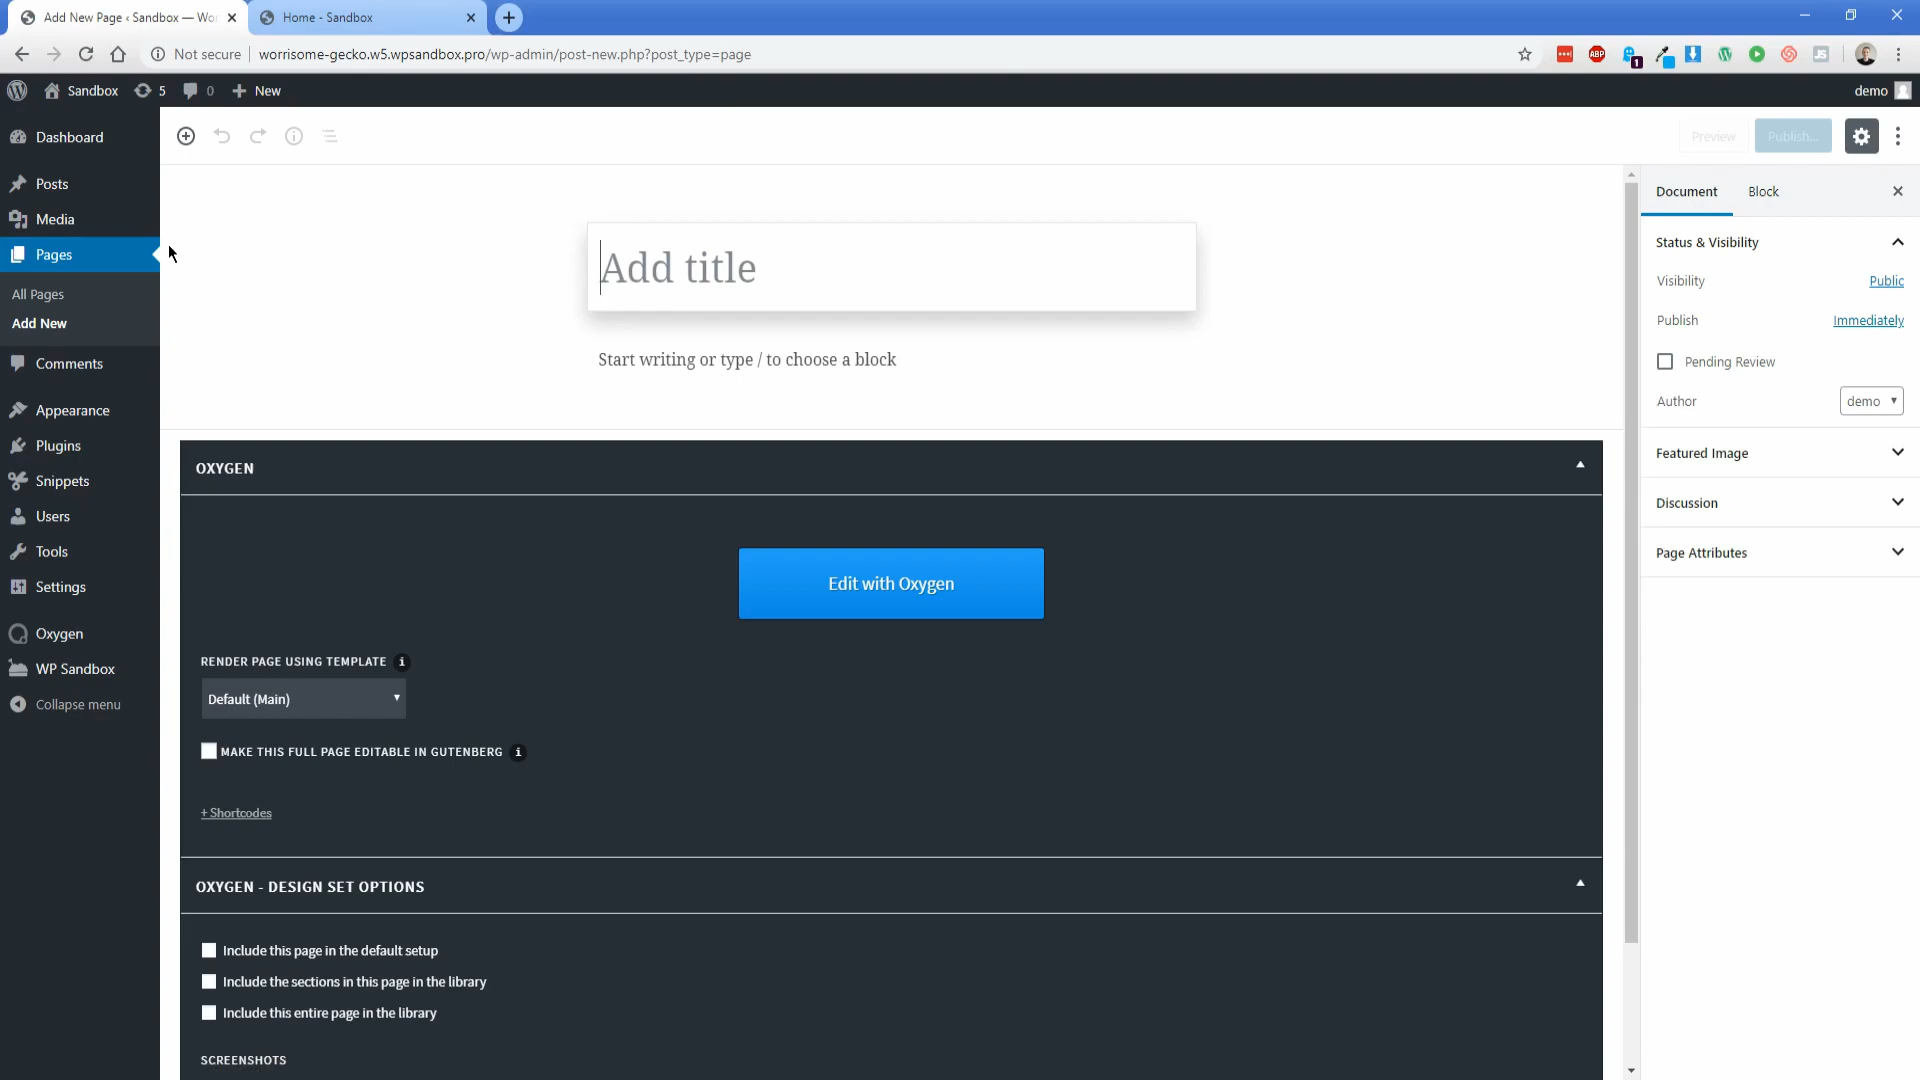 Add New Page ‹ Sandbox — Wo
Home - Sandbox
Not secure
worrisome-gecko.w5.wpsandbox.pro/wp-admin/post-new.php?post_type=page
ABP
1
JS
Sandbox
5
0
New
demo
Dashboard
Posts
Media
Pages
All Pages
Add New
Comments
Appearance
Plugins
Snippets
Users
Tools
Settings
Oxygen
WP Sandbox
Collapse menu
Preview
Publish...
Add title
Start writing or type / to choose a block
OXYGEN
Edit with Oxygen
RENDER PAGE USING TEMPLATE i
Default (Main)
MAKE THIS FULL PAGE EDITABLE IN GUTENBERG i
+ Shortcodes
OXYGEN - DESIGN SET OPTIONS
Include this page in the default setup
Include the sections in this page in the library
Include this entire page in the library
SCREENSHOTS
Document
Block
Status & Visibility
Visibility
Public
Publish
Immediately
Pending Review
Author
demo
Featured Image
Discussion
Page Attributes